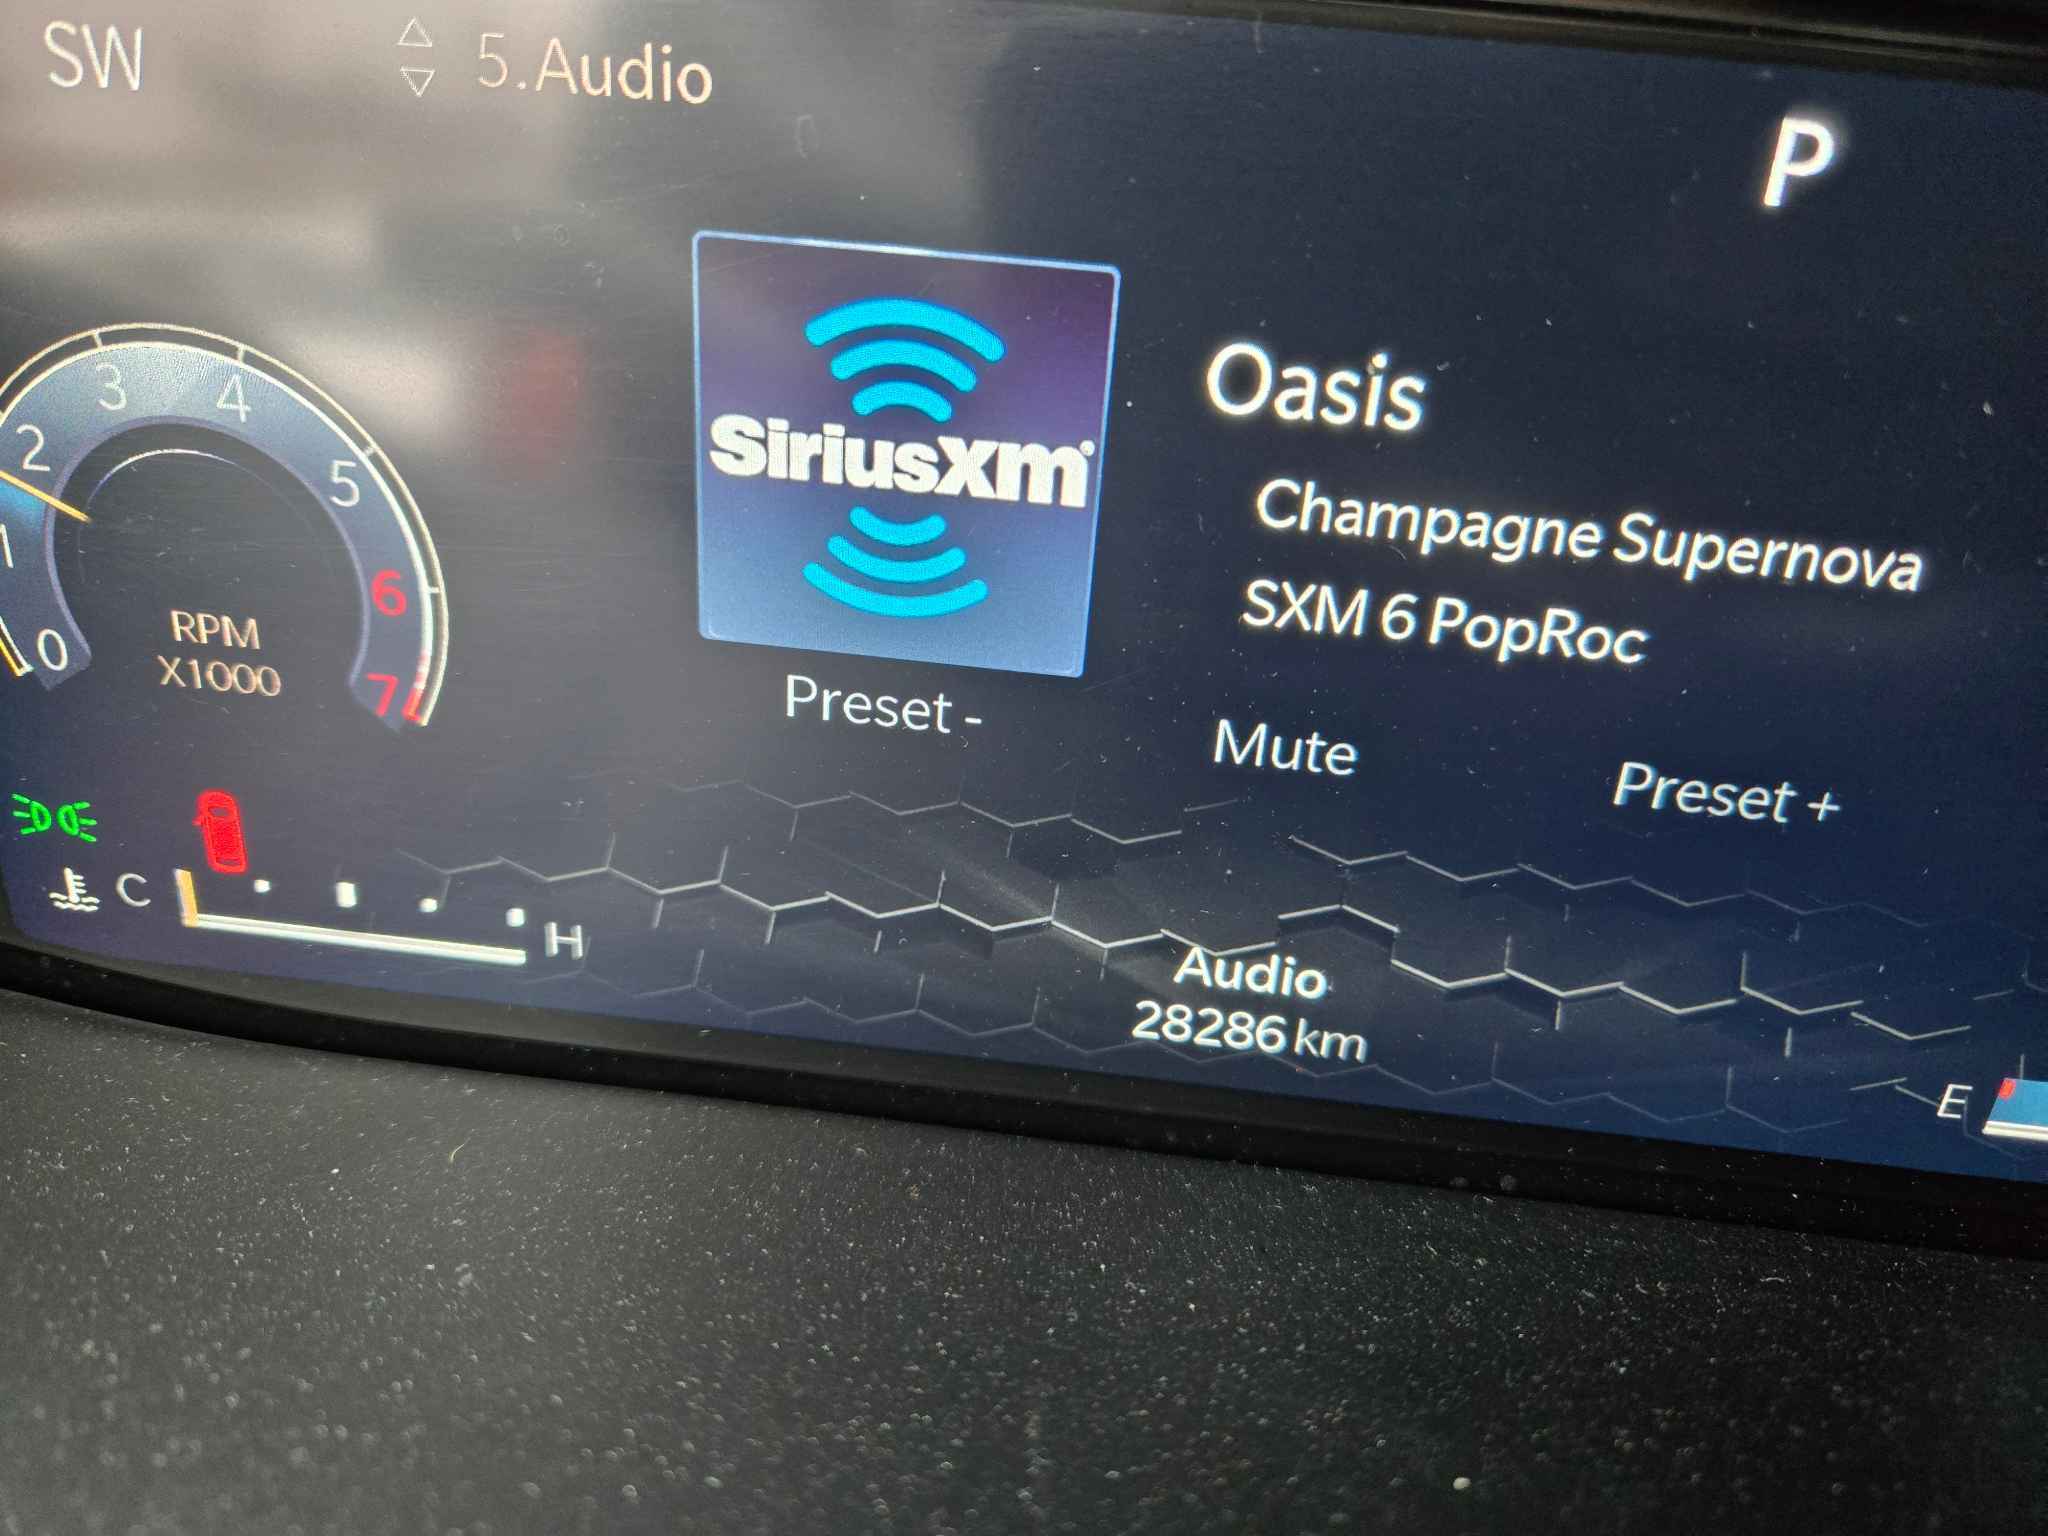 SW
5.Audio
P
SiriusXm
Oasis
Champagne Supernova
SXM 6 PopRoc
Preset -
Mute
Preset +
0
1
2
3
4
5
6
7
RPM
X1000
C
H
Audio
28286 km
E